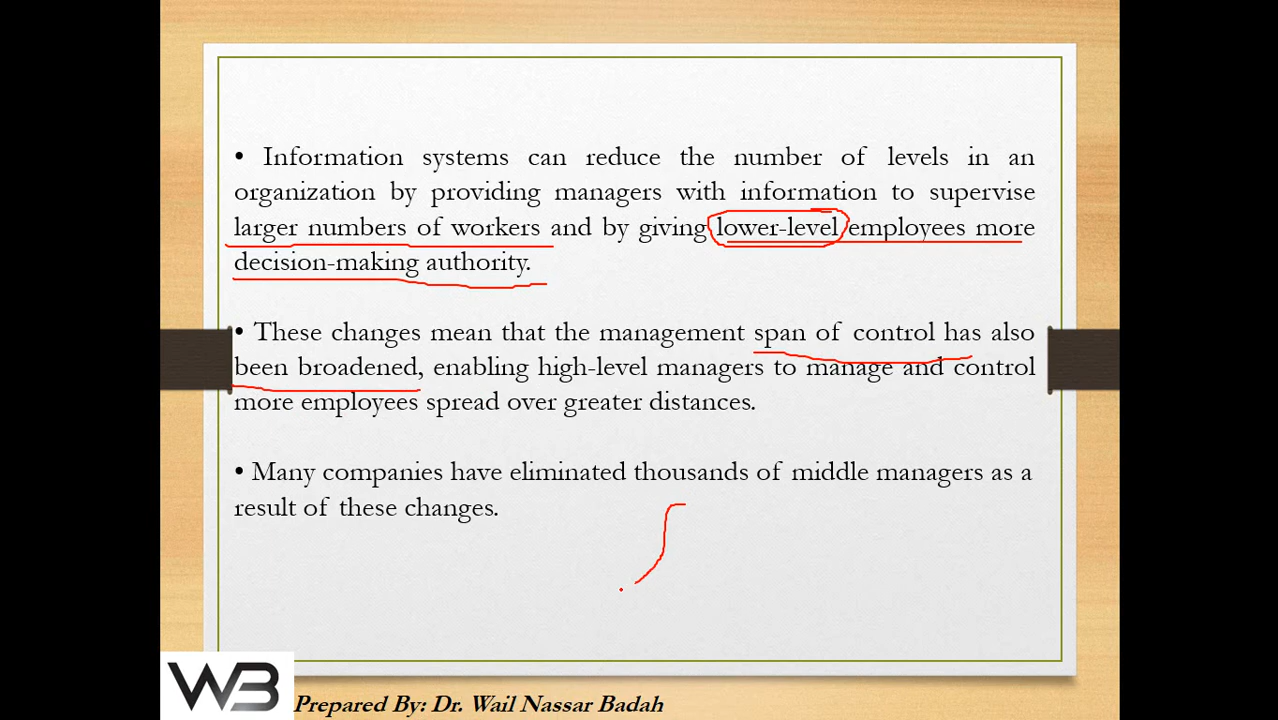 • Information systems can reduce the number of levels in an
organization by providing managers with information to supervise
larger numbers of workers and by giving lower-level employees more
decision-making authority.
• These changes mean that the management span of control has also
been broadened, enabling high-level managers to manage and control
more employees spread over greater distances.
• Many companies have eliminated thousands of middle managers as a
result of these changes.
WB
Prepared By: Dr. Wail Nassar Badah